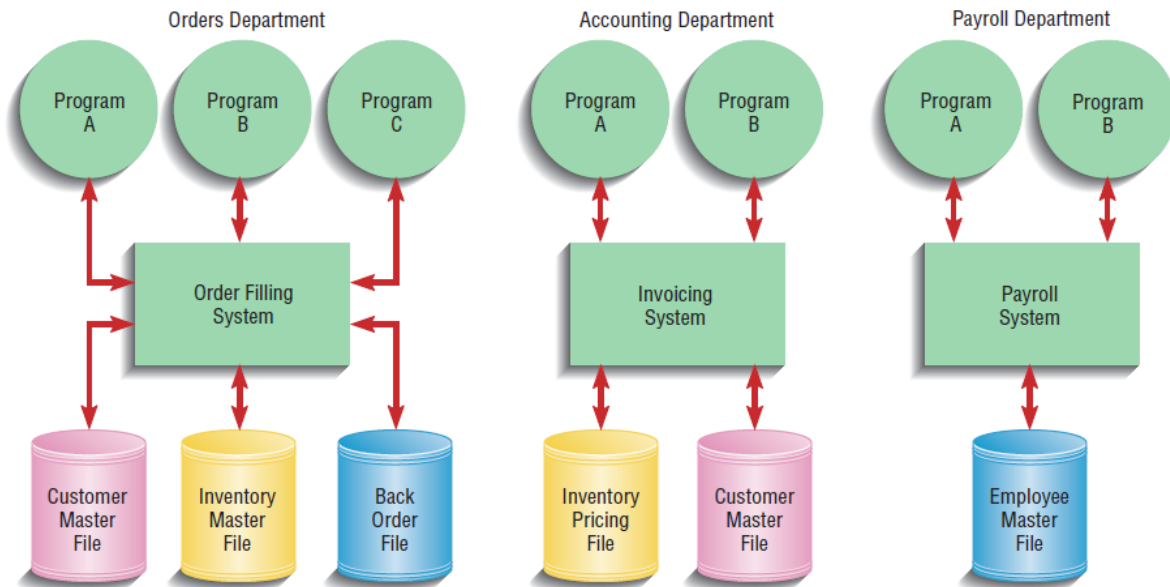 Orders Department
Accounting Department
Payroll Department
Program
A
Program
B
Program
C
Program
A
Program
B
Program
A
Program
B
Order Filling
System
Invoicing
System
Payroll
System
Customer
Master
File
Inventory
Master
File
Back
Order
File
Inventory
Pricing
File
Customer
Master
File
Employee
Master
File